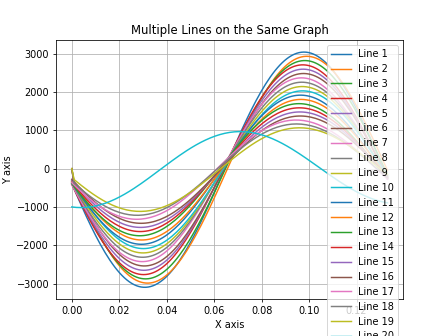 Multiple Lines on the Same Graph
Y axis
3000
2000
1000
0
−1000
−2000
−3000
0.00
0.02
0.04
0.06
0.08
0.10
X axis
Line 1
Line 2
Line 3
Line 4
Line 5
Line 6
Line 7
Line 8
Line 9
Line 10
Line 11
Line 12
Line 13
Line 14
Line 15
Line 16
Line 17
Line 18
Line 19
Line 20